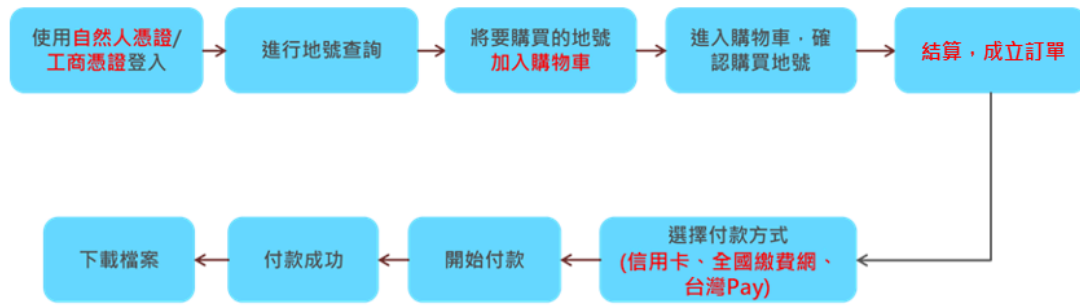 使用自然人憑證/
工商憑證登入
進行地號查詢
將要購買的地號
加入購物車
進入購物車，確
認購買地號
結算，成立訂單
選擇付款方式
(信用卡、全國繳費網、
台灣Pay)
開始付款
付款成功
下載檔案